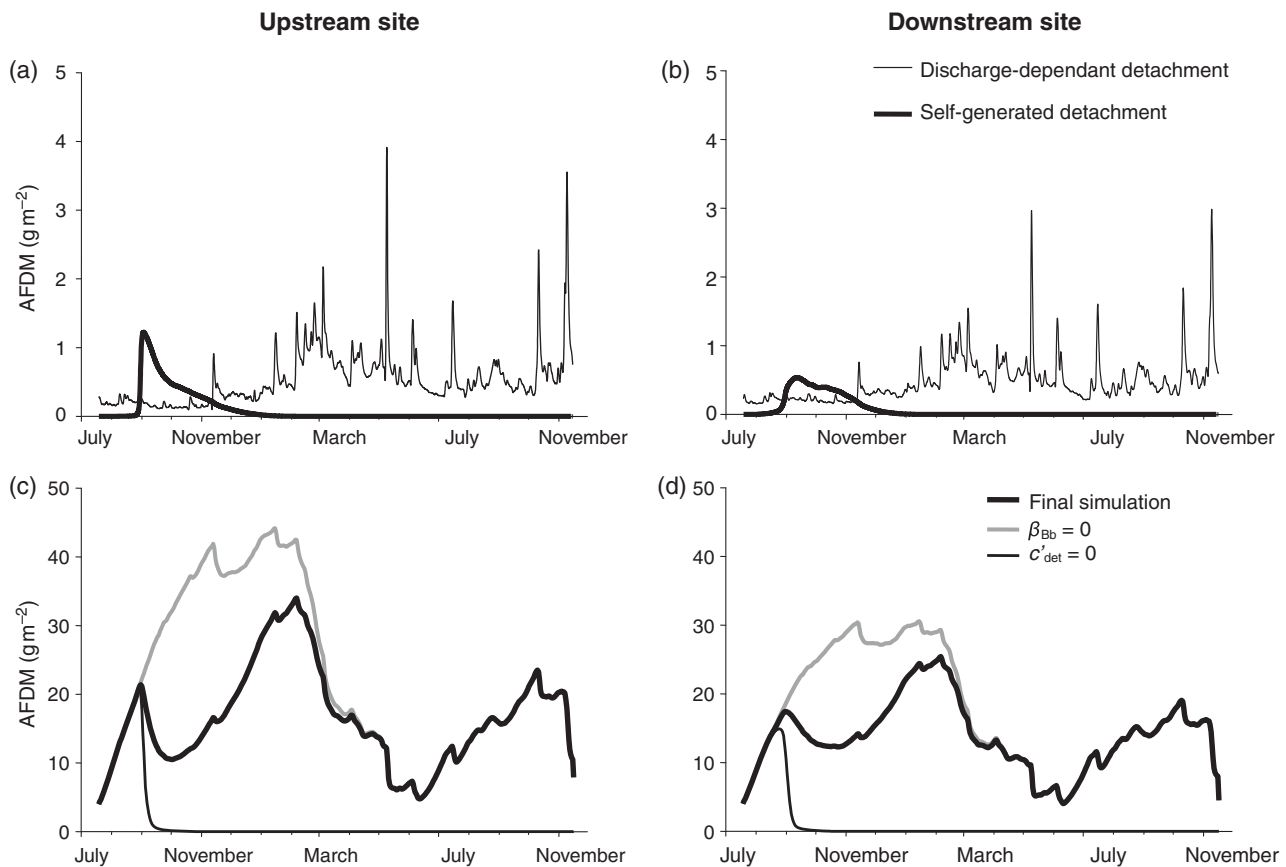 Upstream site
Downstream site
(a)
5
4
3
2
1
0
AFDM (g m⁻²)
July November March July November
(b)
5
4
3
2
1
0
Discharge-dependant detachment
Self-generated detachment
July November March July November
(c)
50
40
30
20
10
0
AFDM (g m⁻²)
July November March July November
(d)
50
40
30
20
10
0
Final simulation
βBb = 0
c'det = 0
July November March July November